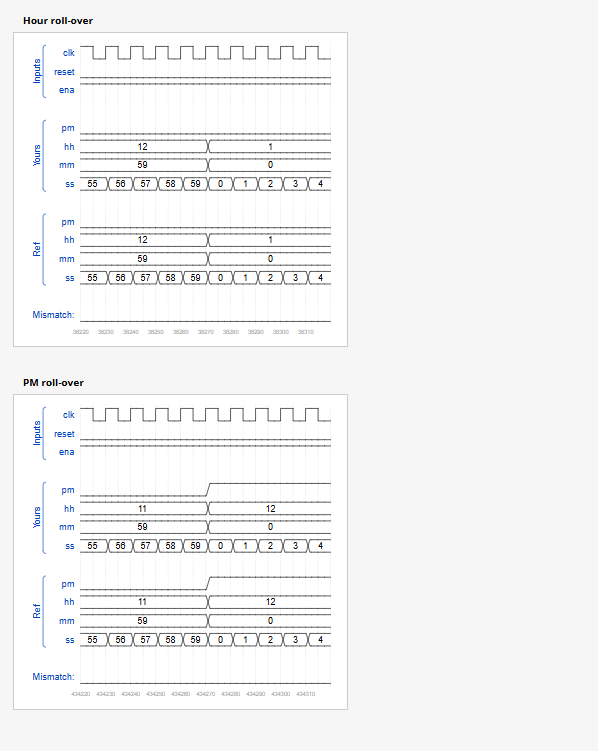 Hour roll-over
Inputs
clk
reset
ena
Yours
pm
hh 12 1
mm 59 0
ss 55 56 57 58 59 0 1 2 3 4
Ref
pm
hh 12 1
mm 59 0
ss 55 56 57 58 59 0 1 2 3 4
Mismatch:
38220 38230 38240 38250 38260 38270 38280 38290 38300 38310
PM roll-over
Inputs
clk
reset
ena
Yours
pm
hh 11 12
mm 59 0
ss 55 56 57 58 59 0 1 2 3 4
Ref
pm
hh 11 12
mm 59 0
ss 55 56 57 58 59 0 1 2 3 4
Mismatch:
434220 434230 434240 434250 434260 434270 434280 434290 434300 434310